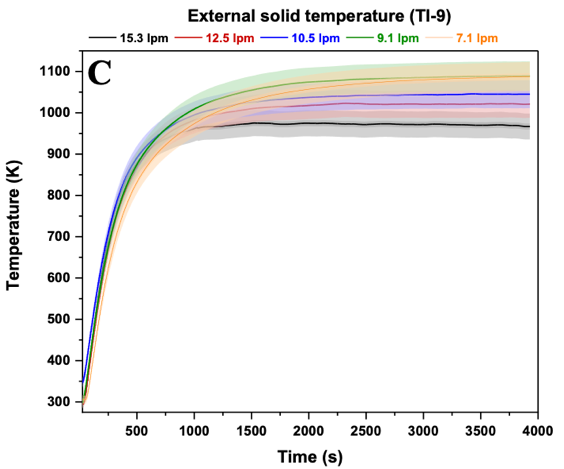 External solid temperature (TI-9)
15.3 lpm 12.5 lpm 10.5 lpm 9.1 lpm 7.1 lpm
C
1100
1000
900
800
700
600
500
400
300
Temperature (K)
500 1000 1500 2000 2500 3000 3500 4000
Time (s)